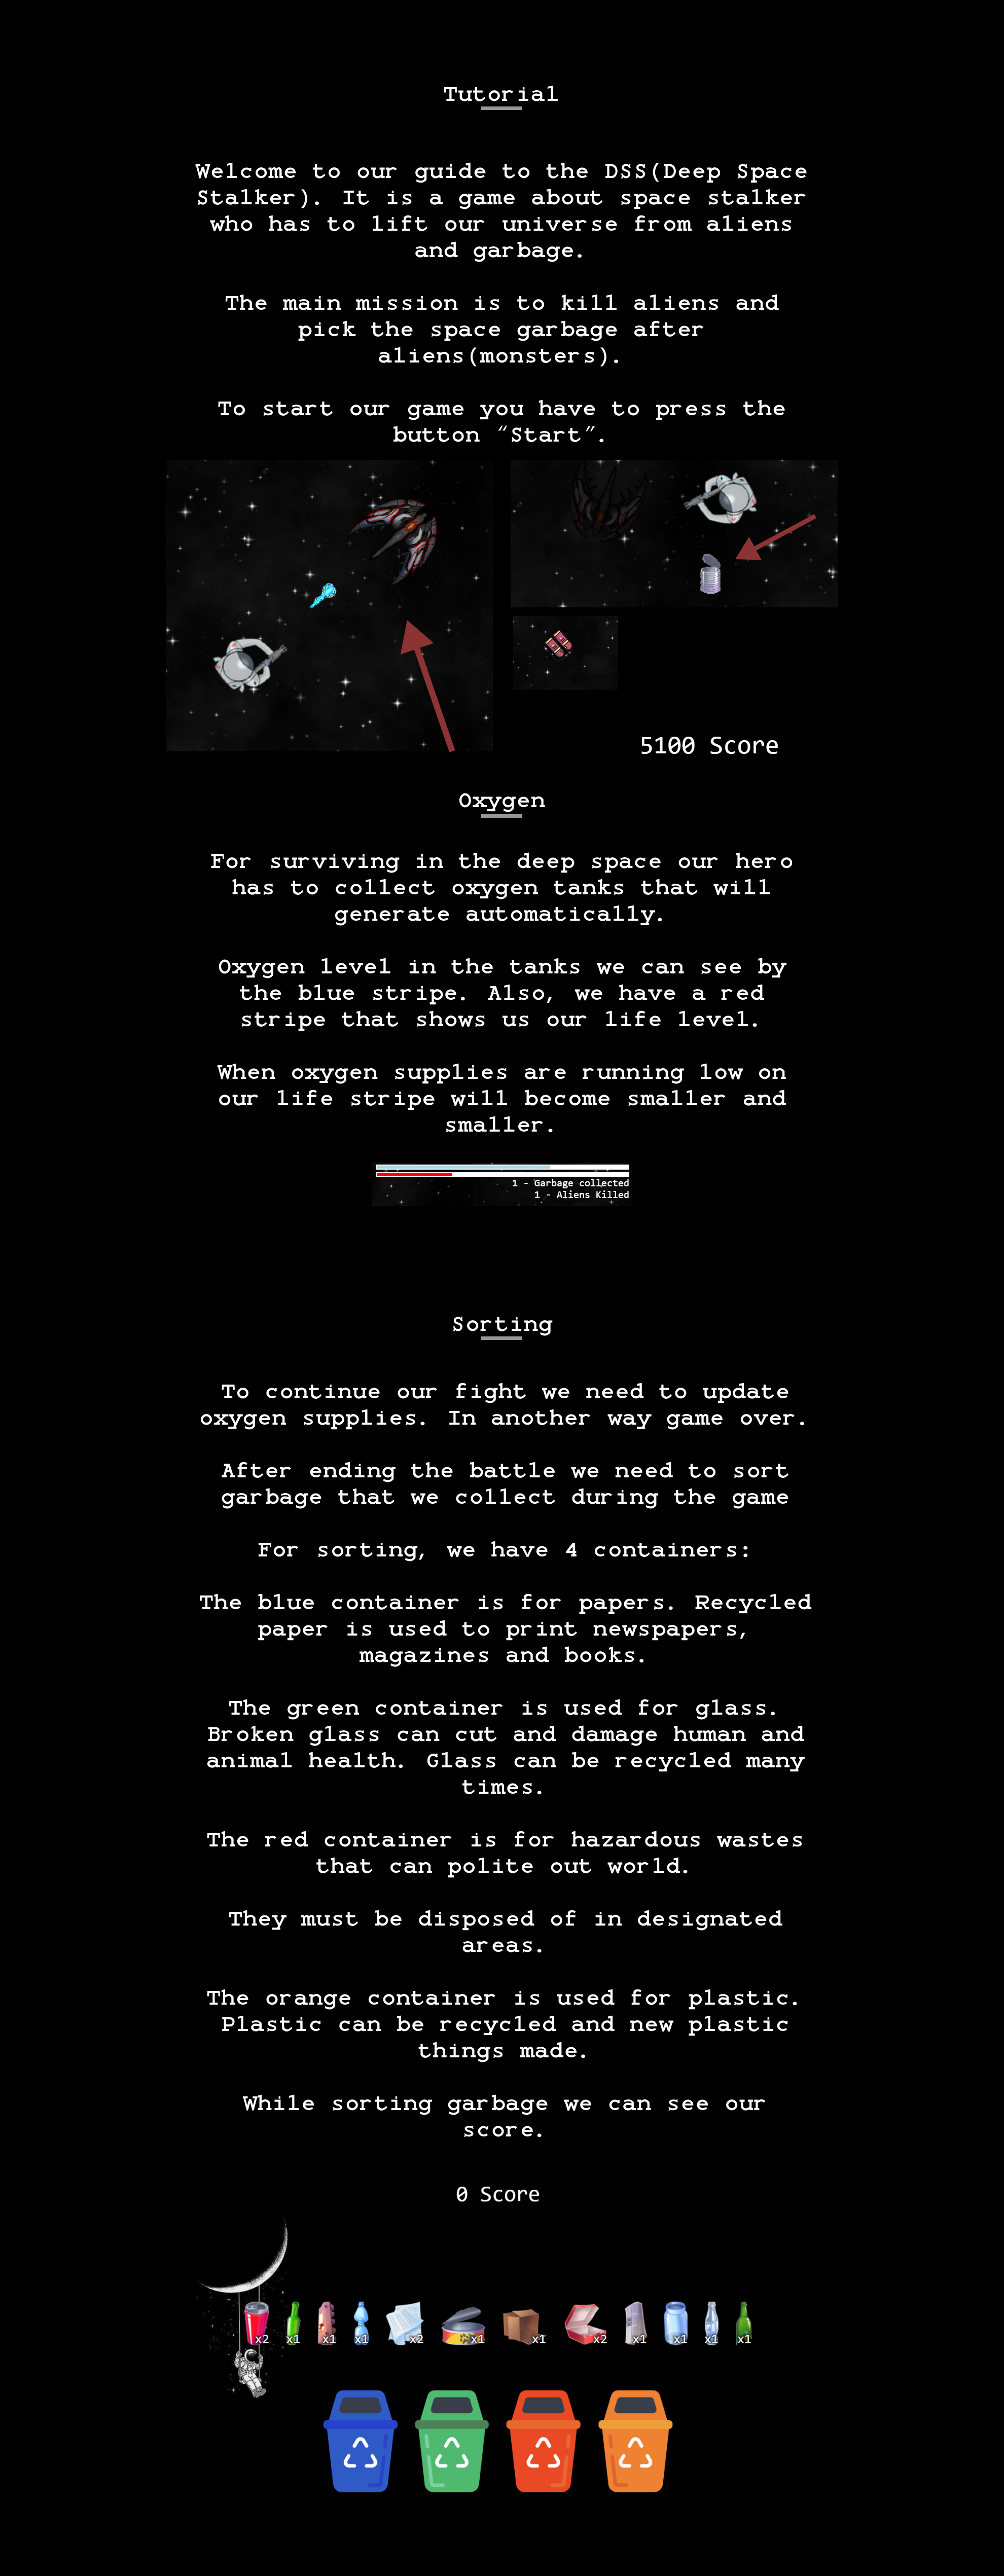 Tutorial
Welcome to our guide to the DSS(Deep Space
Stalker). It is a game about space stalker
who has to lift our universe from aliens
and garbage.
The main mission is to kill aliens and
pick the space garbage after
aliens(monsters).
To start our game you have to press the
button “Start”.
5100 Score
Oxygen
For surviving in the deep space our hero
has to collect oxygen tanks that will
generate automatically.
Oxygen level in the tanks we can see by
the blue stripe. Also, we have a red
stripe that shows us our life level.
When oxygen supplies are running low on
our life stripe will become smaller and
smaller.
1 - Garbage collected
1 - Aliens Killed
Sorting
To continue our fight we need to update
oxygen supplies. In another way game over.
After ending the battle we need to sort
garbage that we collect during the game
For sorting, we have 4 containers:
The blue container is for papers. Recycled
paper is used to print newspapers,
magazines and books.
The green container is used for glass.
Broken glass can cut and damage human and
animal health. Glass can be recycled many
times.
The red container is for hazardous wastes
that can polite out world.
They must be disposed of in designated
areas.
The orange container is used for plastic.
Plastic can be recycled and new plastic
things made.
While sorting garbage we can see our
score.
0 Score
x2 x1 x1 x1 x2 x1 x1 x2 x1 x1 x1 x1